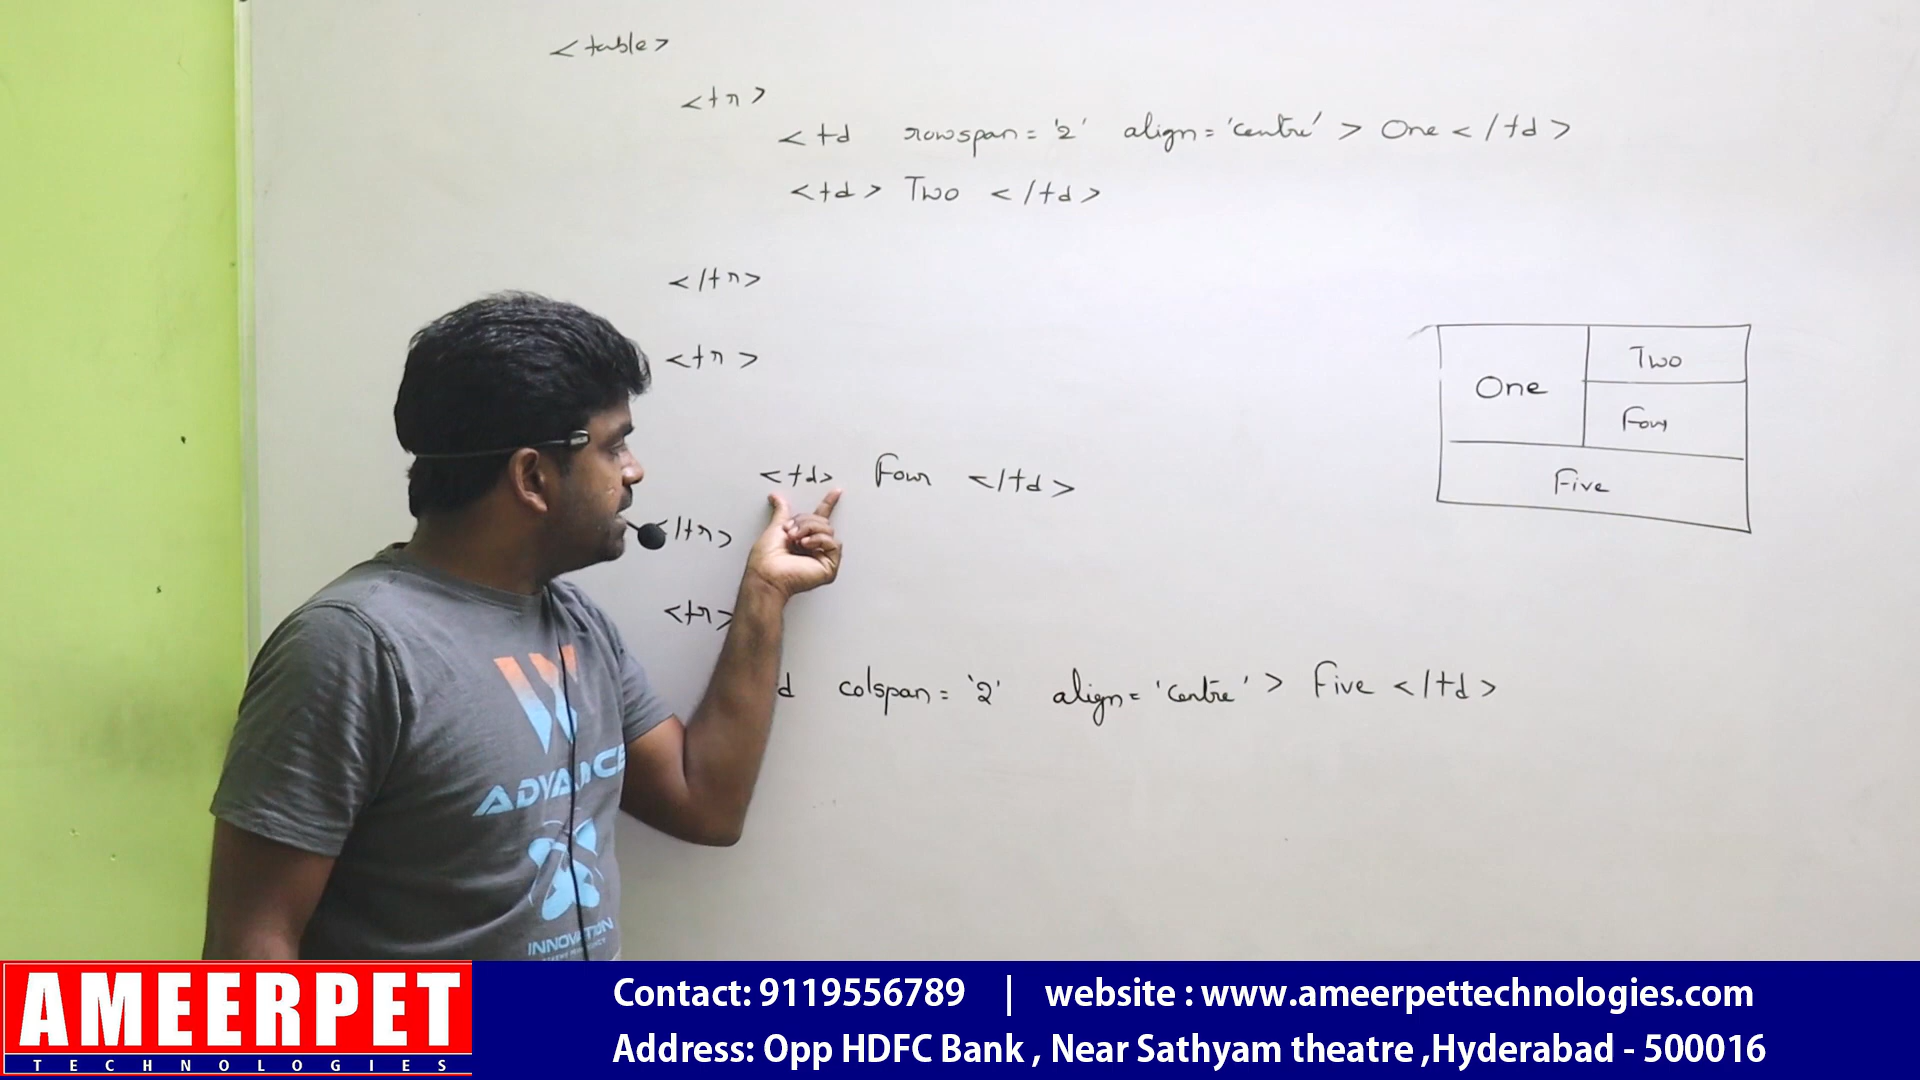 <table>
<tr>
<td rowspan='2' align='centre'> One </td>
<td> Two </td>
</tr>
<tr>
<td> Four </td>
</tr>
<tr>
d colspan='2' align='centre'> Five </td>
Two
One
Four
Five
ADVANCE
INNOVATION
AMEERPET
TECHNOLOGIES
Contact: 9119556789 | website : www.ameerpettechnologies.com
Address: Opp HDFC Bank , Near Sathyam theatre ,Hyderabad - 500016